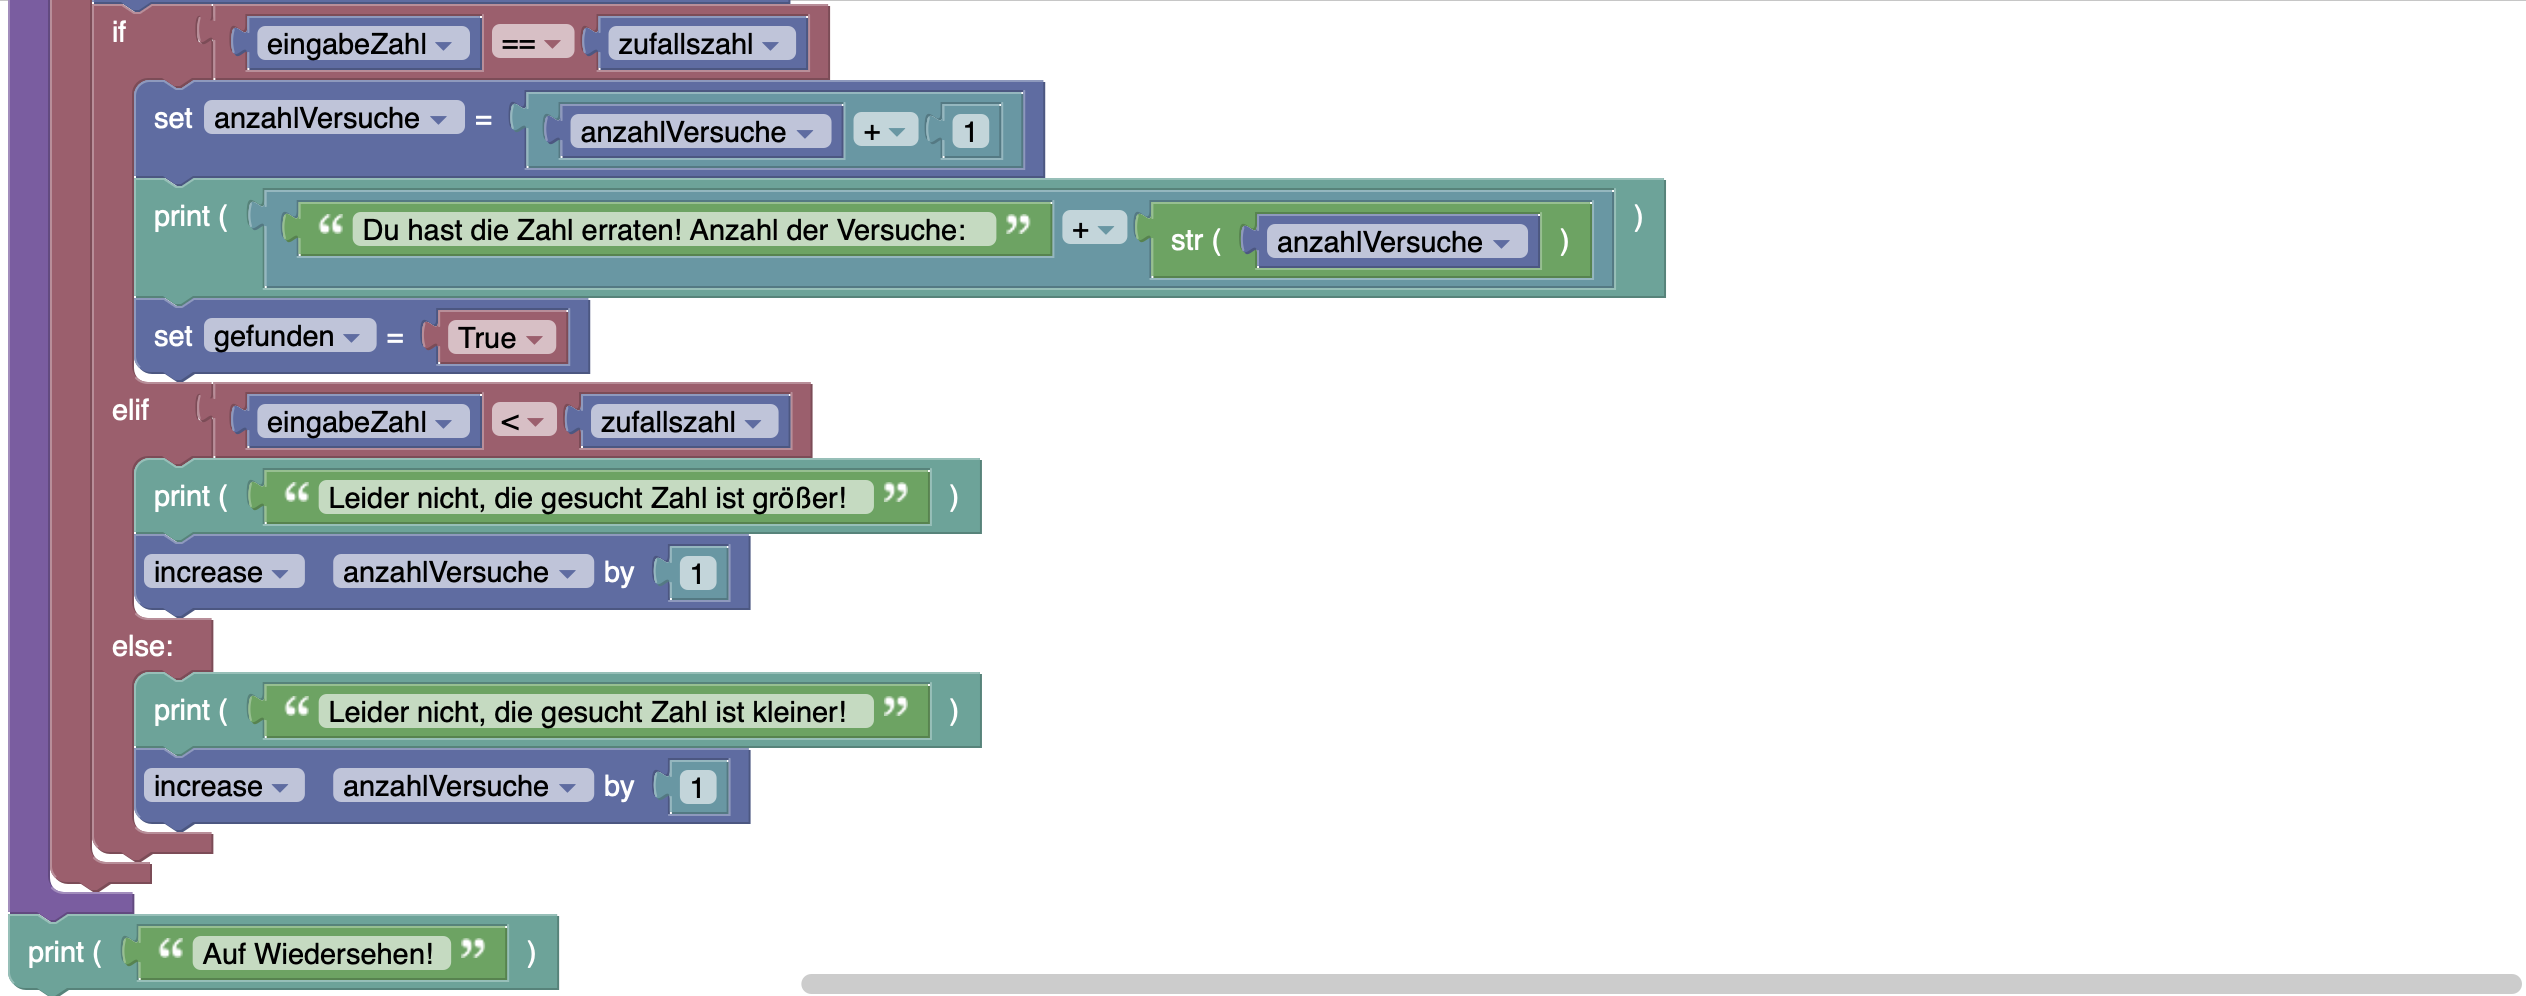 if eingabeZahl == zufallszahl
set anzahlVersuche = anzahlVersuche + 1
print ( “ Du hast die Zahl erraten! Anzahl der Versuche: ” + str ( anzahlVersuche ) )
set gefunden = True
elif eingabeZahl < zufallszahl
print ( “ Leider nicht, die gesucht Zahl ist größer! ” )
increase anzahlVersuche by 1
else:
print ( “ Leider nicht, die gesucht Zahl ist kleiner! ” )
increase anzahlVersuche by 1
print ( “ Auf Wiedersehen! ” )